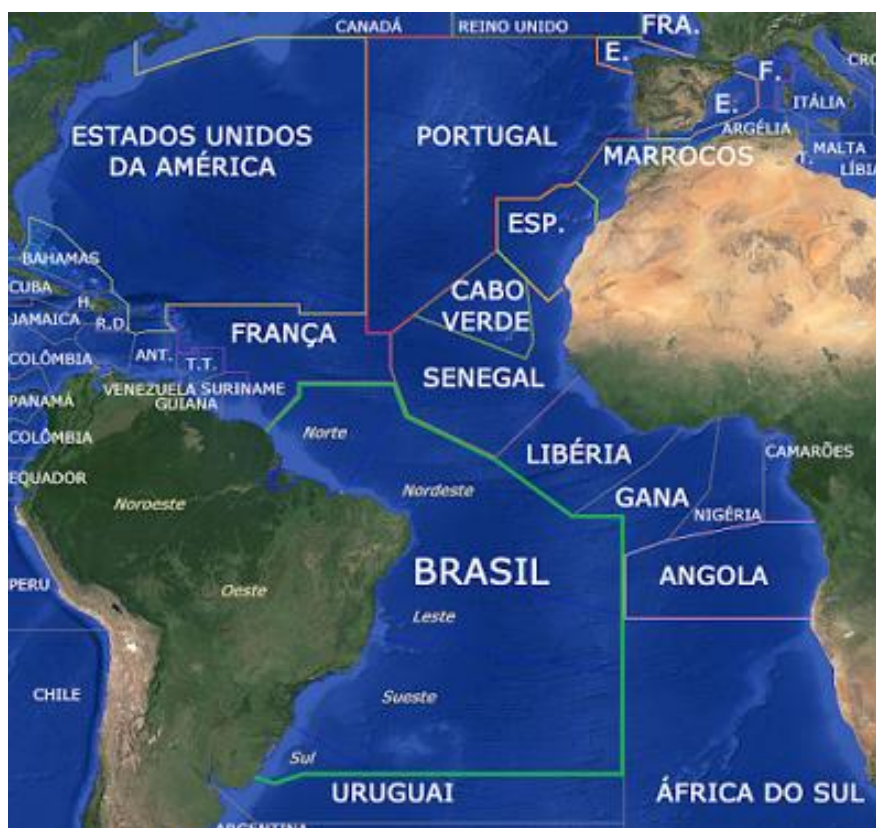 CANADÁ
REINO UNIDO
FRA.
E.
F.
CRO
ESTADOS UNIDOS
DA AMÉRICA
PORTUGAL
E.
ITÁLIA
ARGÉLIA
MARROCOS
MALTA
T.
LÍBIA
ESP.
BAHAMAS
CUBA
H.
CABO
VERDE
JAMAICA
R.D.
FRANÇA
COLÔMBIA
ANT.
T.T.
SENEGAL
VENEZUELA
SURINAME
GUIANA
PANAMÁ
Norte
COLÔMBIA
LIBÉRIA
CAMARÕES
EQUADOR
Noroeste
Nordeste
GANA
NIGÉRIA
BRASIL
ANGOLA
PERU
Oeste
Leste
CHILE
Sueste
Sul
URUGUAI
ÁFRICA DO SUL
ARGENTINA